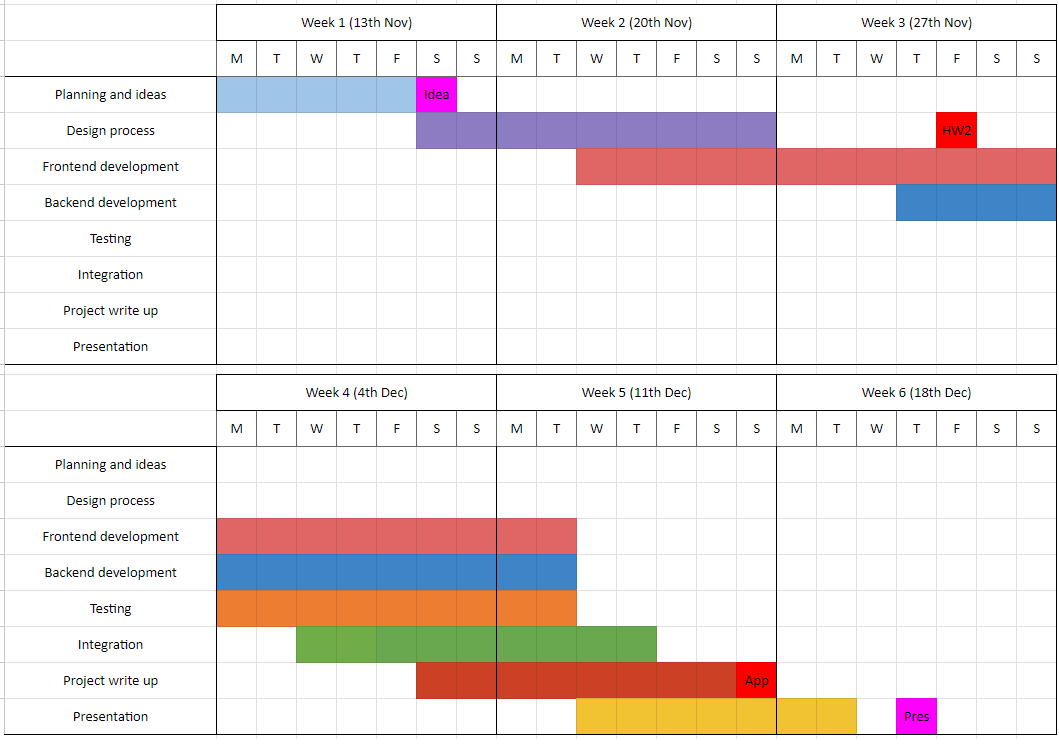 Week 1 (13th Nov) Week 2 (20th Nov) Week 3 (27th Nov)
M T W T F S S M T W T F S S M T W T F S S
Planning and ideas Idea
Design process HW2
Frontend development
Backend development
Testing
Integration
Project write up
Presentation
Week 4 (4th Dec) Week 5 (11th Dec) Week 6 (18th Dec)
M T W T F S S M T W T F S S M T W T F S S
Planning and ideas
Design process
Frontend development
Backend development
Testing
Integration
Project write up App
Presentation Pres